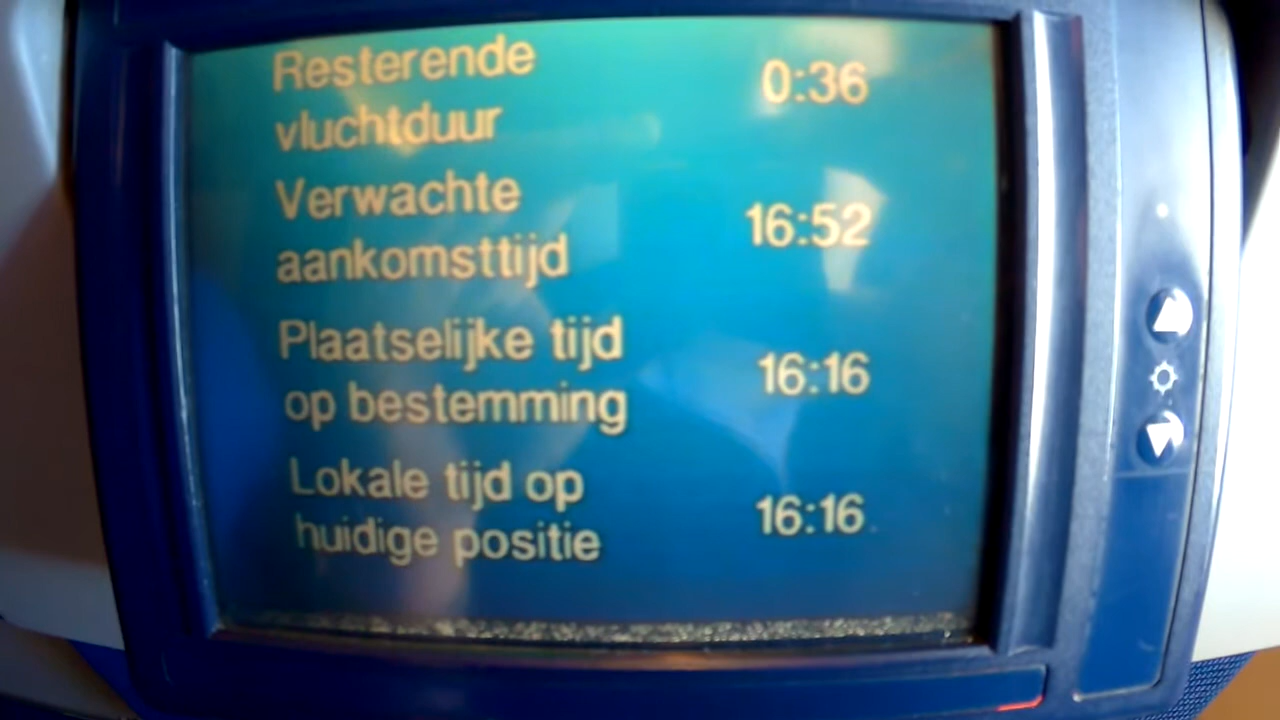 Resterende
vluchtduur 0:36
Verwachte
aankomsttijd 16:52
Plaatselijke tijd
op bestemming 16:16
Lokale tijd op
huidige positie 16:16